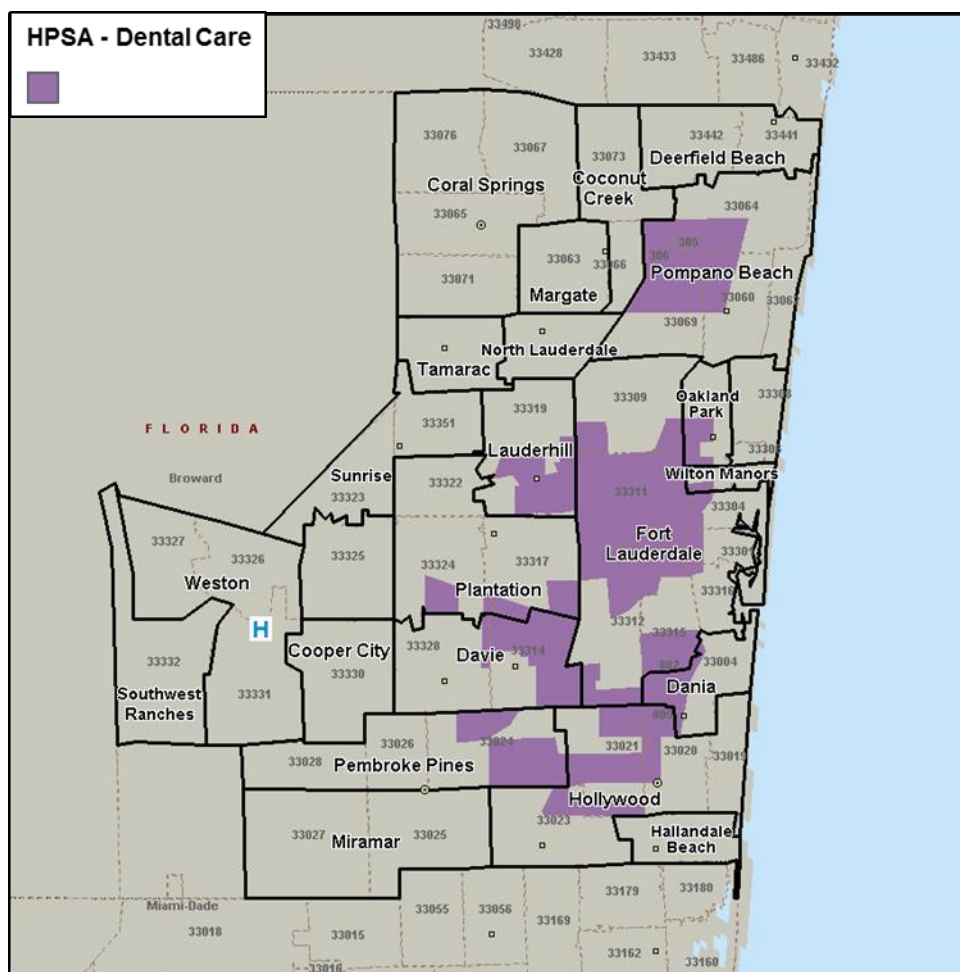 HPSA - Dental Care
33498
33428
33433
33486
33432
33076
33067
33073
33442
33441
Deerfield Beach
Coral Springs
Coconut
Creek
33065
33064
33063
33066
305
306
Pompano Beach
33071
Margate
33060
33062
33069
North Lauderdale
Tamarac
33309
Oakland
Park
33308
33319
33351
FLORIDA
Lauderhill
33305
Broward
Sunrise
33322
Wilton Manors
33323
33311
33304
33327
33326
33325
Fort
Lauderdale
33301
33324
33317
Weston
Plantation
33316
H
33312
33315
33328
Cooper City
Davie
33314
33332
33330
802
33004
Southwest
Ranches
33331
Dania
805
33026
33024
33021
33020
33019
33028
Pembroke Pines
Hollywood
33023
33027
Miramar
33025
Hallandale
Beach
Miami-Dade
33018
33015
33016
33055
33056
33169
33179
33180
33162
33160